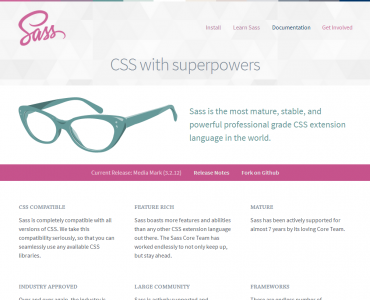 Sass
Install Learn Sass Documentation Get Involved
CSS with superpowers
Sass is the most mature, stable, and
powerful professional grade CSS extension
language in the world.
Current Release: Media Mark (3.2.12) Release Notes Fork on Github
CSS COMPATIBLE
Sass is completely compatible with all
versions of CSS. We take this
compatibility seriously, so that you can
seamlessly use any available CSS
libraries.
FEATURE RICH
Sass boasts more features and abilities
than any other CSS extension language
out there. The Sass Core Team has
worked endlessly to not only keep up,
but stay ahead.
MATURE
Sass has been actively supported for
almost 7 years by its loving Core Team.
INDUSTRY APPROVED
LARGE COMMUNITY
FRAMEWORKS